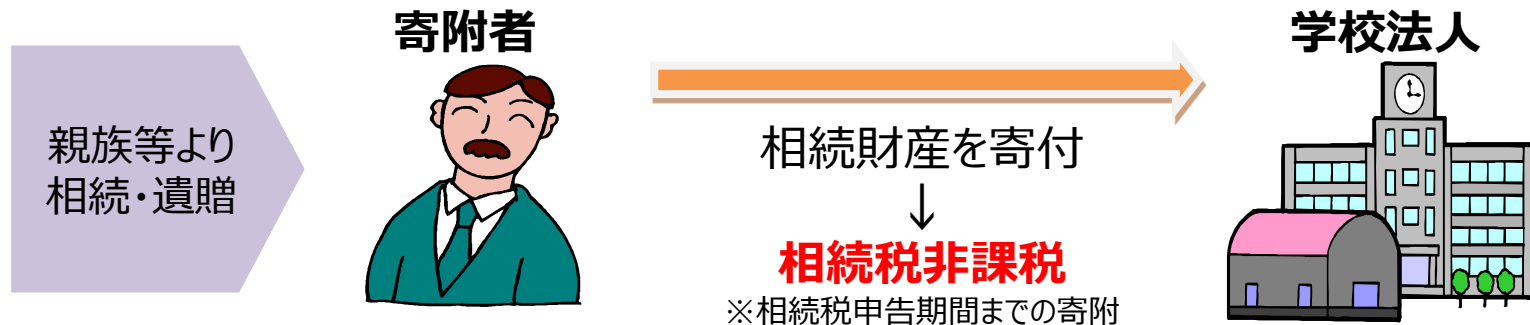 寄附者
学校法人
親族等より
相続・遺贈
相続財産を寄付
↓
相続税非課税
※相続税申告期間までの寄附